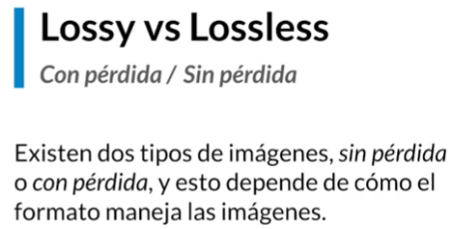 Lossy vs Lossless
Con pérdida / Sin pérdida
Existen dos tipos de imágenes, sin pérdida
o con pérdida, y esto depende de cómo el
formato maneja las imágenes.